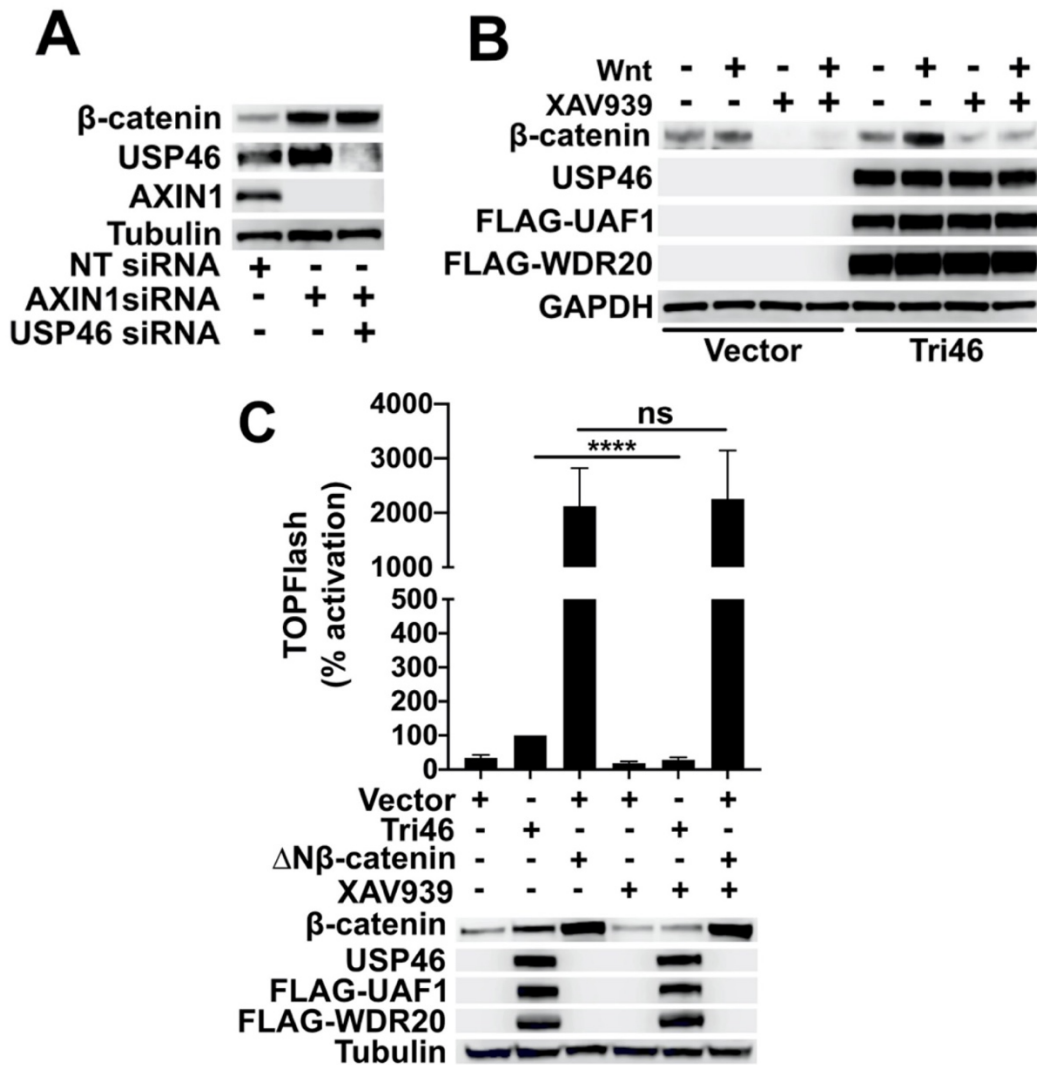 A
β-catenin
USP46
AXIN1
Tubulin
NT siRNA + - -
AXIN1siRNA - + +
USP46 siRNA - - +
B
Wnt - + - + - + - +
XAV939 - - + + - - + +
β-catenin
USP46
FLAG-UAF1
FLAG-WDR20
GAPDH
Vector Tri46
C
TOPFlash
(% activation)
4000
3000
2000
1000
500
400
300
200
100
0
ns
****
Vector + - + + - +
Tri46 - + - - + -
ΔNβ-catenin - - + - - +
XAV939 - - - + + +
β-catenin
USP46
FLAG-UAF1
FLAG-WDR20
Tubulin